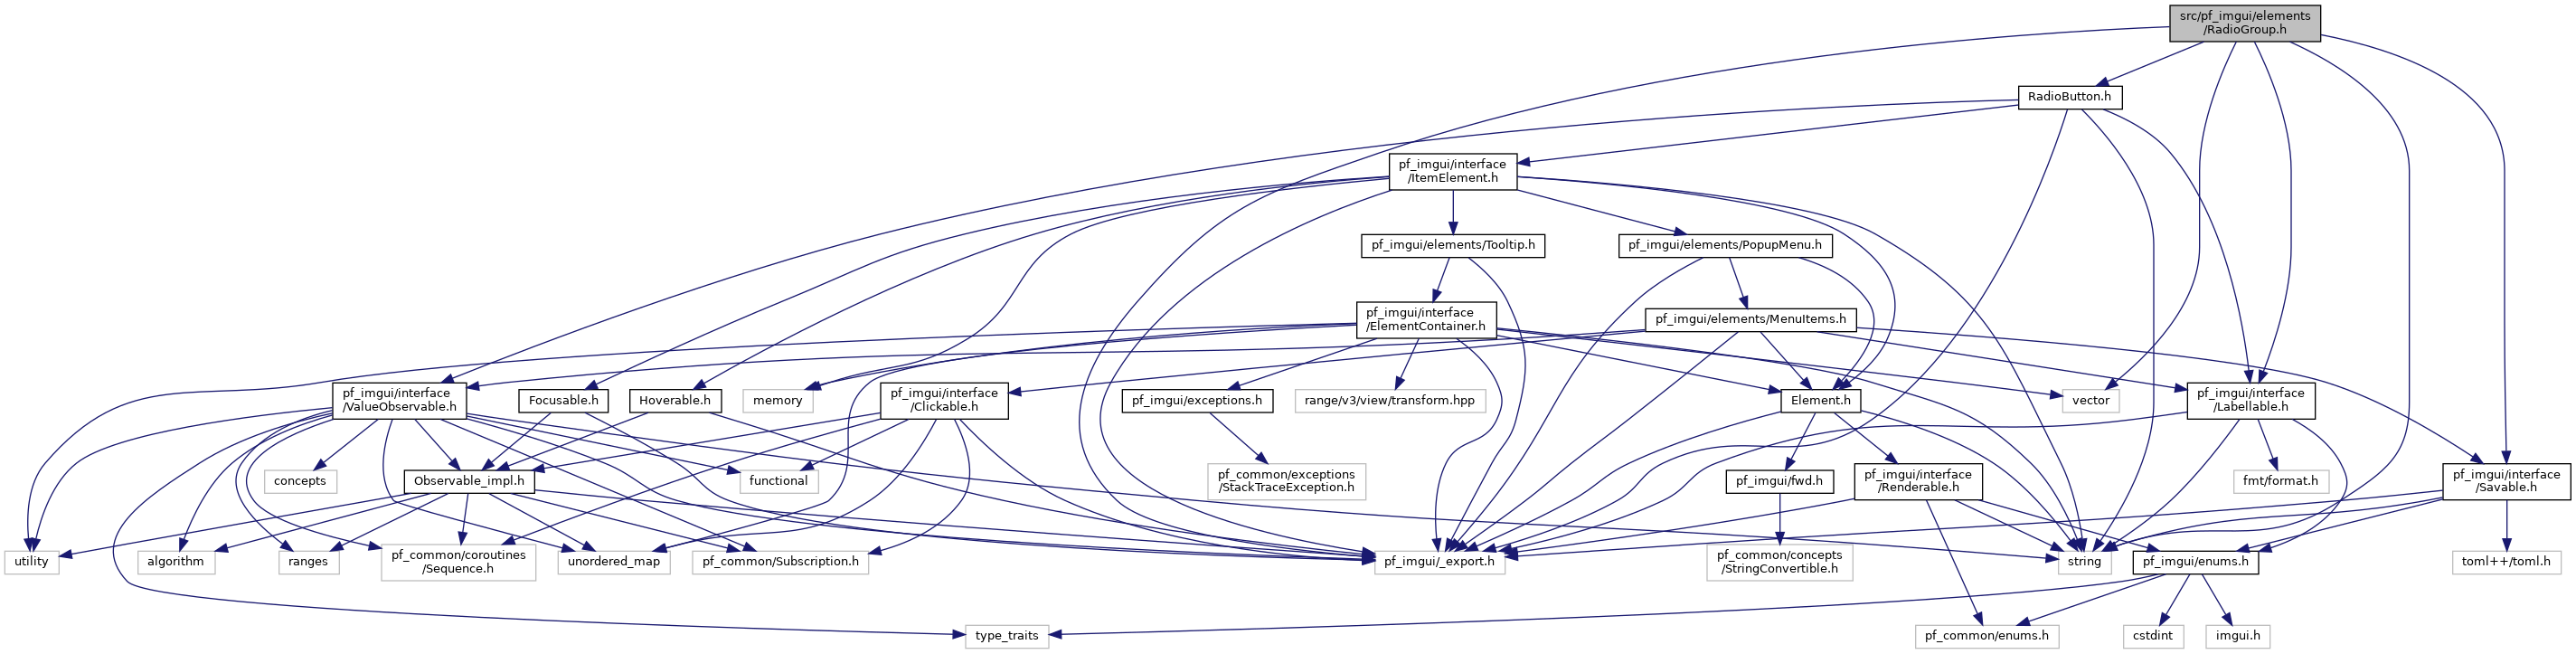 src/pf_imgui/elements
/RadioGroup.h
RadioButton.h
pf_imgui/interface
/ItemElement.h
pf_imgui/elements/Tooltip.h
pf_imgui/elements/PopupMenu.h
pf_imgui/interface
/ElementContainer.h
pf_imgui/elements/MenuItems.h
pf_imgui/interface
/ValueObservable.h
Focusable.h
Hoverable.h
memory
pf_imgui/interface
/Clickable.h
pf_imgui/exceptions.h
range/v3/view/transform.hpp
Element.h
vector
pf_imgui/interface
/Labellable.h
concepts
Observable_impl.h
functional
pf_common/exceptions
/StackTraceException.h
pf_imgui/fwd.h
pf_imgui/interface
/Renderable.h
fmt/format.h
pf_imgui/interface
/Savable.h
utility
algorithm
ranges
pf_common/coroutines
/Sequence.h
unordered_map
pf_common/Subscription.h
pf_imgui/_export.h
pf_common/concepts
/StringConvertible.h
string
pf_imgui/enums.h
toml++/toml.h
type_traits
pf_common/enums.h
cstdint
imgui.h